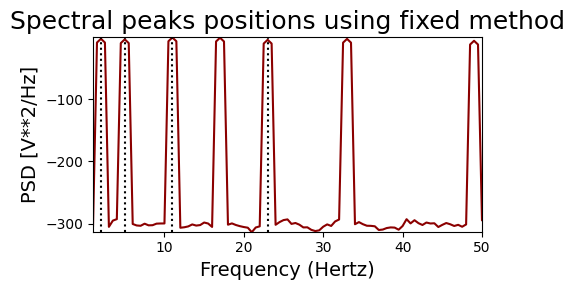 Spectral peaks positions using fixed method
PSD [V**2/Hz]
−100
−200
−300
10
20
30
40
50
Frequency (Hertz)